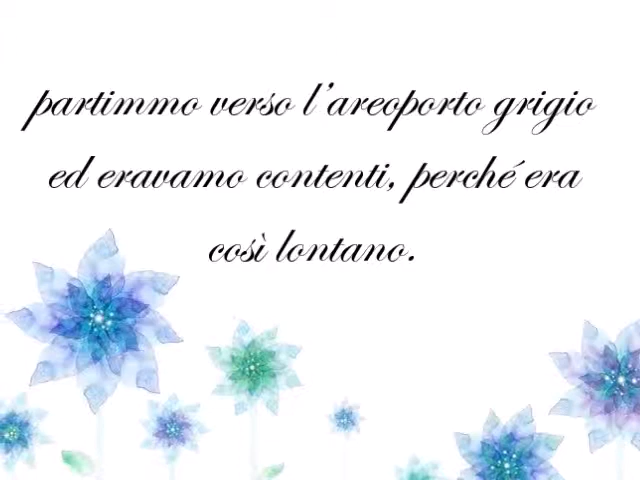 partimmo verso l'areoporto grigio
ed eravamo contenti, perché era
così lontano.